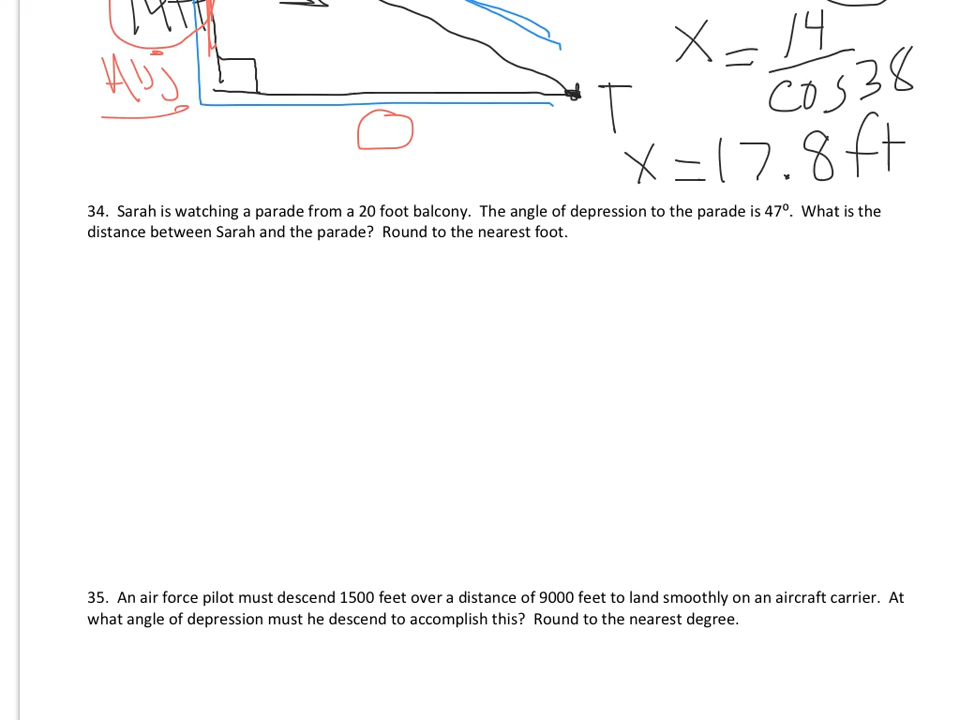 14ft
X = 14
Adj
cos 38
T
x = 17.8 ft
34.  Sarah is watching a parade from a 20 foot balcony.  The angle of depression to the parade is 47⁰.  What is the
distance between Sarah and the parade?  Round to the nearest foot.
35.  An air force pilot must descend 1500 feet over a distance of 9000 feet to land smoothly on an aircraft carrier.  At
what angle of depression must he descend to accomplish this?  Round to the nearest degree.